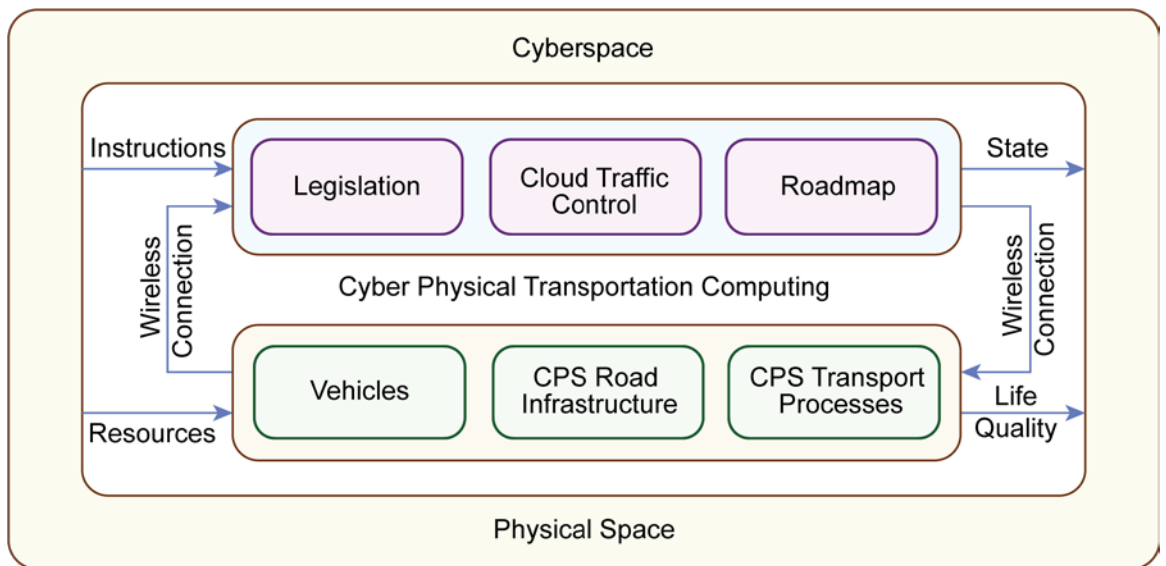 Cyberspace
Instructions
Legislation
Cloud Traffic
Control
Roadmap
State
Wireless
Connection
Cyber Physical Transportation Computing
Wireless
Connection
Vehicles
CPS Road
Infrastructure
CPS Transport
Processes
Resources
Life
Quality
Physical Space